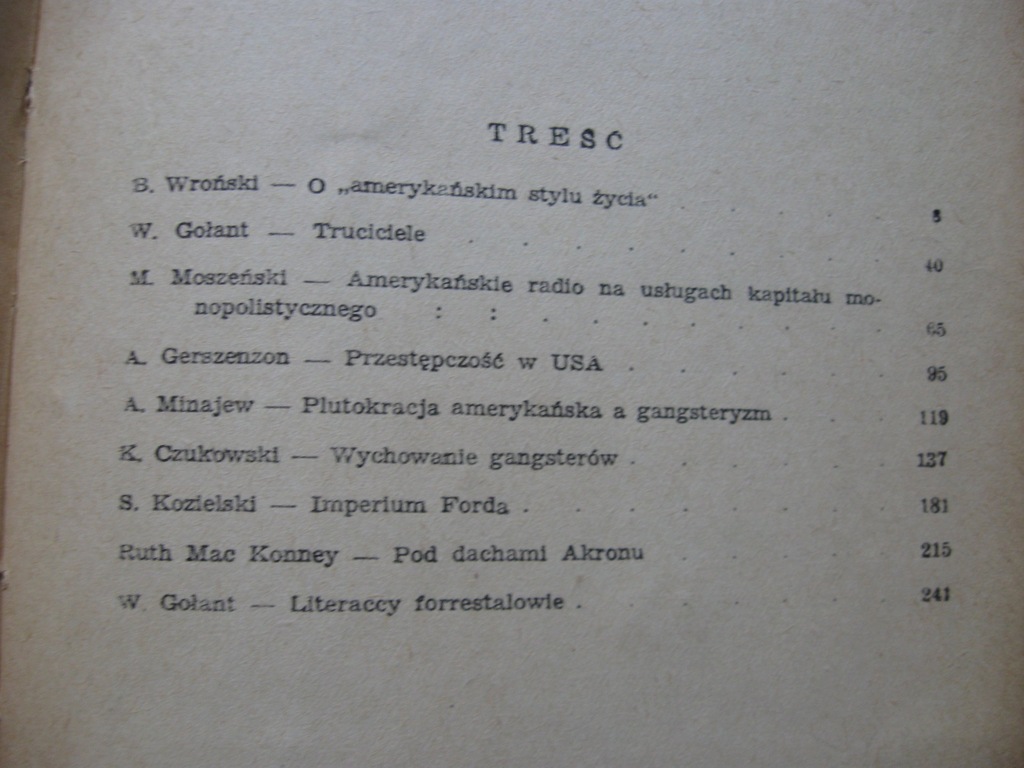 TREŚĆ
B. Wroński — O „amerykańskim stylu życia“ . . . . .
W. Gołant — Truciciele . . . . . . . . 40
M. Moszeński — Amerykańskie radio na usługach kapitału mo-
nopolistycznego : : . . . . . . . 65
A. Gerszenzon — Przestępczość w USA . . . . . . 95
A. Minajew — Plutokracja amerykańska a gangsteryzm . . . 119
K. Czukowski — Wychowanie gangsterów . . . . . . 137
S. Kozielski — Imperium Forda . . . . . . . . 181
Ruth Mac Konney — Pod dachami Akronu . . . . . 215
W. Gołant — Literaccy forrestalowie . . . . . . . 241